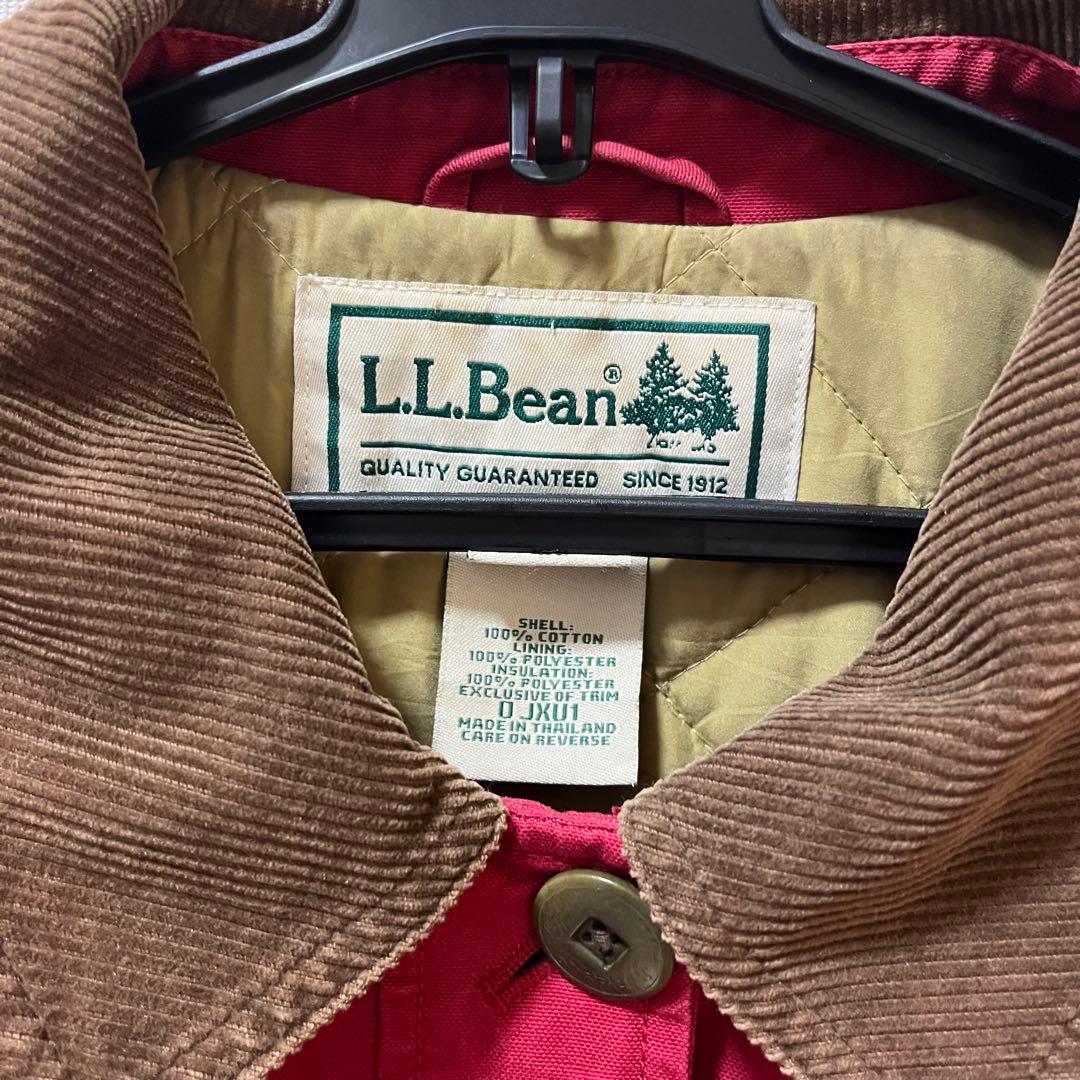 L.L.Bean®
QUALITY GUARANTEED SINCE 1912
SHELL:
100% COTTON
LINING:
100% POLYESTER
INSULATION:
100% POLYESTER
EXCLUSIVE OF TRIM
0 JXU1
MADE IN THAILAND
CARE ON REVERSE